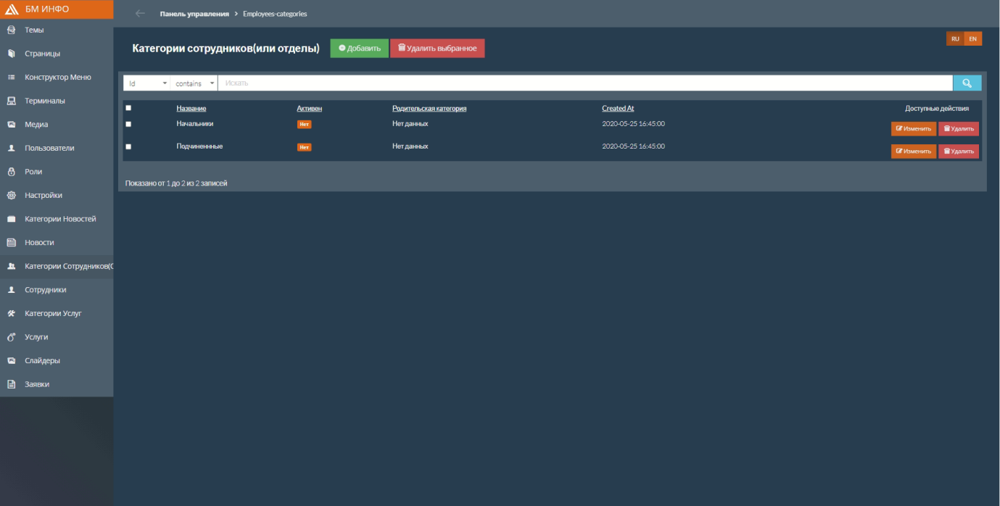 БМ ИНФО
Панель управления > Employees-categories
Темы
Страницы
Конструктор Меню
Терминалы
Медиа
Пользователи
Роли
Настройки
Категории Новостей
Новости
Категории Сотрудников(О
Сотрудники
Категории Услуг
Услуги
Слайдеры
Заявки
RU EN
Категории сотрудников(или отделы) Добавить Удалить выбранное
Id contains Искать
Название Активен Родительская категория Created At Доступные действия
Начальники Нет Нет данных 2020-05-25 16:45:00 Изменить Удалить
Подчиненнные Нет Нет данных 2020-05-25 16:45:00 Изменить Удалить
Показано от 1 до 2 из 2 записей